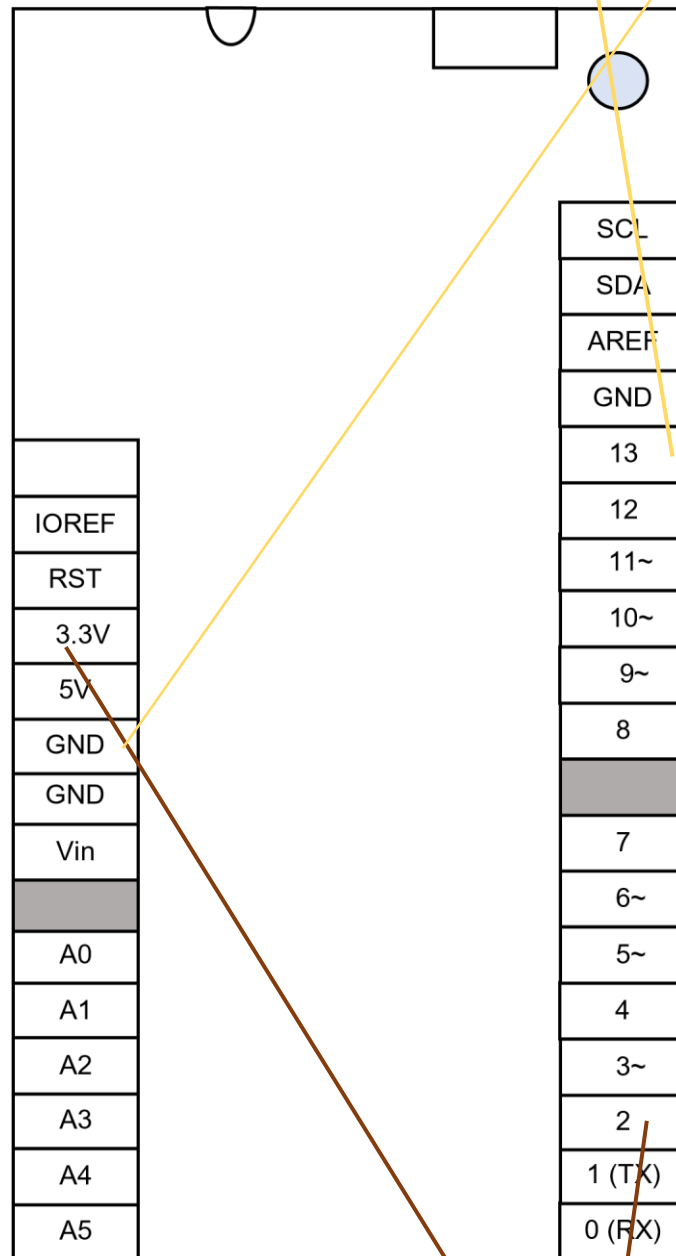 IOREF
RST
3.3V
5V
GND
GND
Vin
A0
A1
A2
A3
A4
A5
SCL
SDA
AREF
GND
13
12
11~
10~
9~
8
7
6~
5~
4
3~
2
1 (TX)
0 (RX)